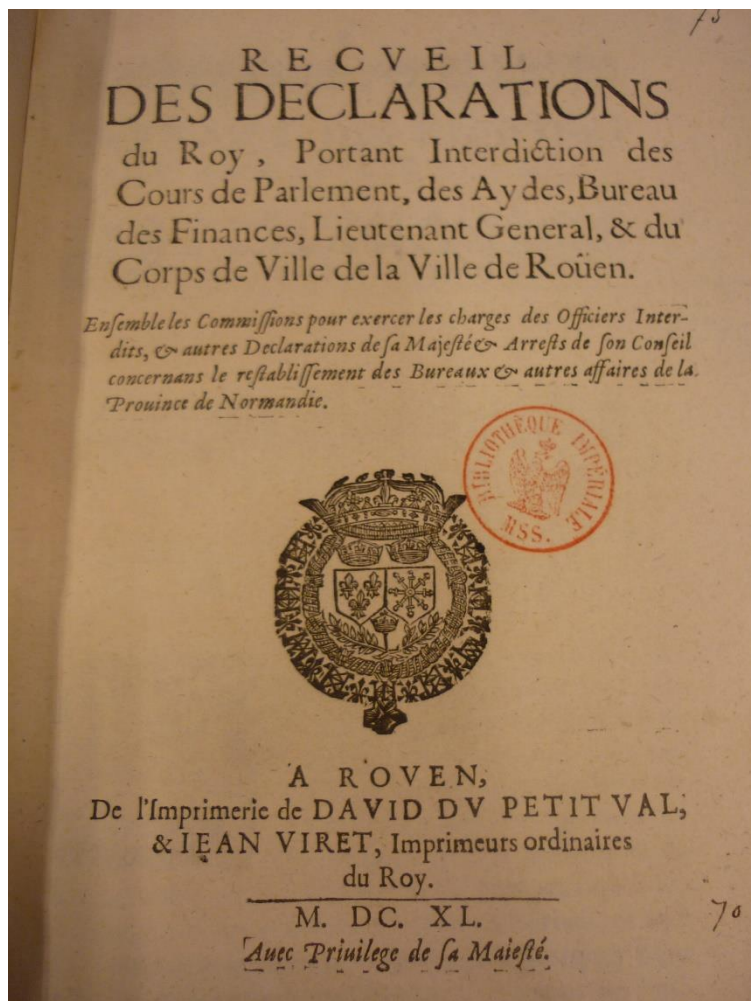 73
RECVEIL
DES DECLARATIONS
du Roy, Portant Interdiction des
Cours de Parlement, des Aydes, Bureau
des Finances, Lieutenant General, & du
Corps de Ville de la Ville de Roüen.
Enſemble les Commiſſions pour exercer les charges des Officiers Inter-
dits, & autres Declarations de ſa Majeſté & Arreſts de ſon Conſeil
concernans le reſtabliſſement des Bureaux & autres affaires de la
Prouince de Normandie.
BIBLIOTHÈQUE IMPÉRIALE
MSS.
A ROVEN,
De l'Imprimerie de DAVID DV PETIT VAL,
& IEAN VIRET, Imprimeurs ordinaires
du Roy.
M. DC. XL.
70
Auec Priuilege de ſa Maieſté.